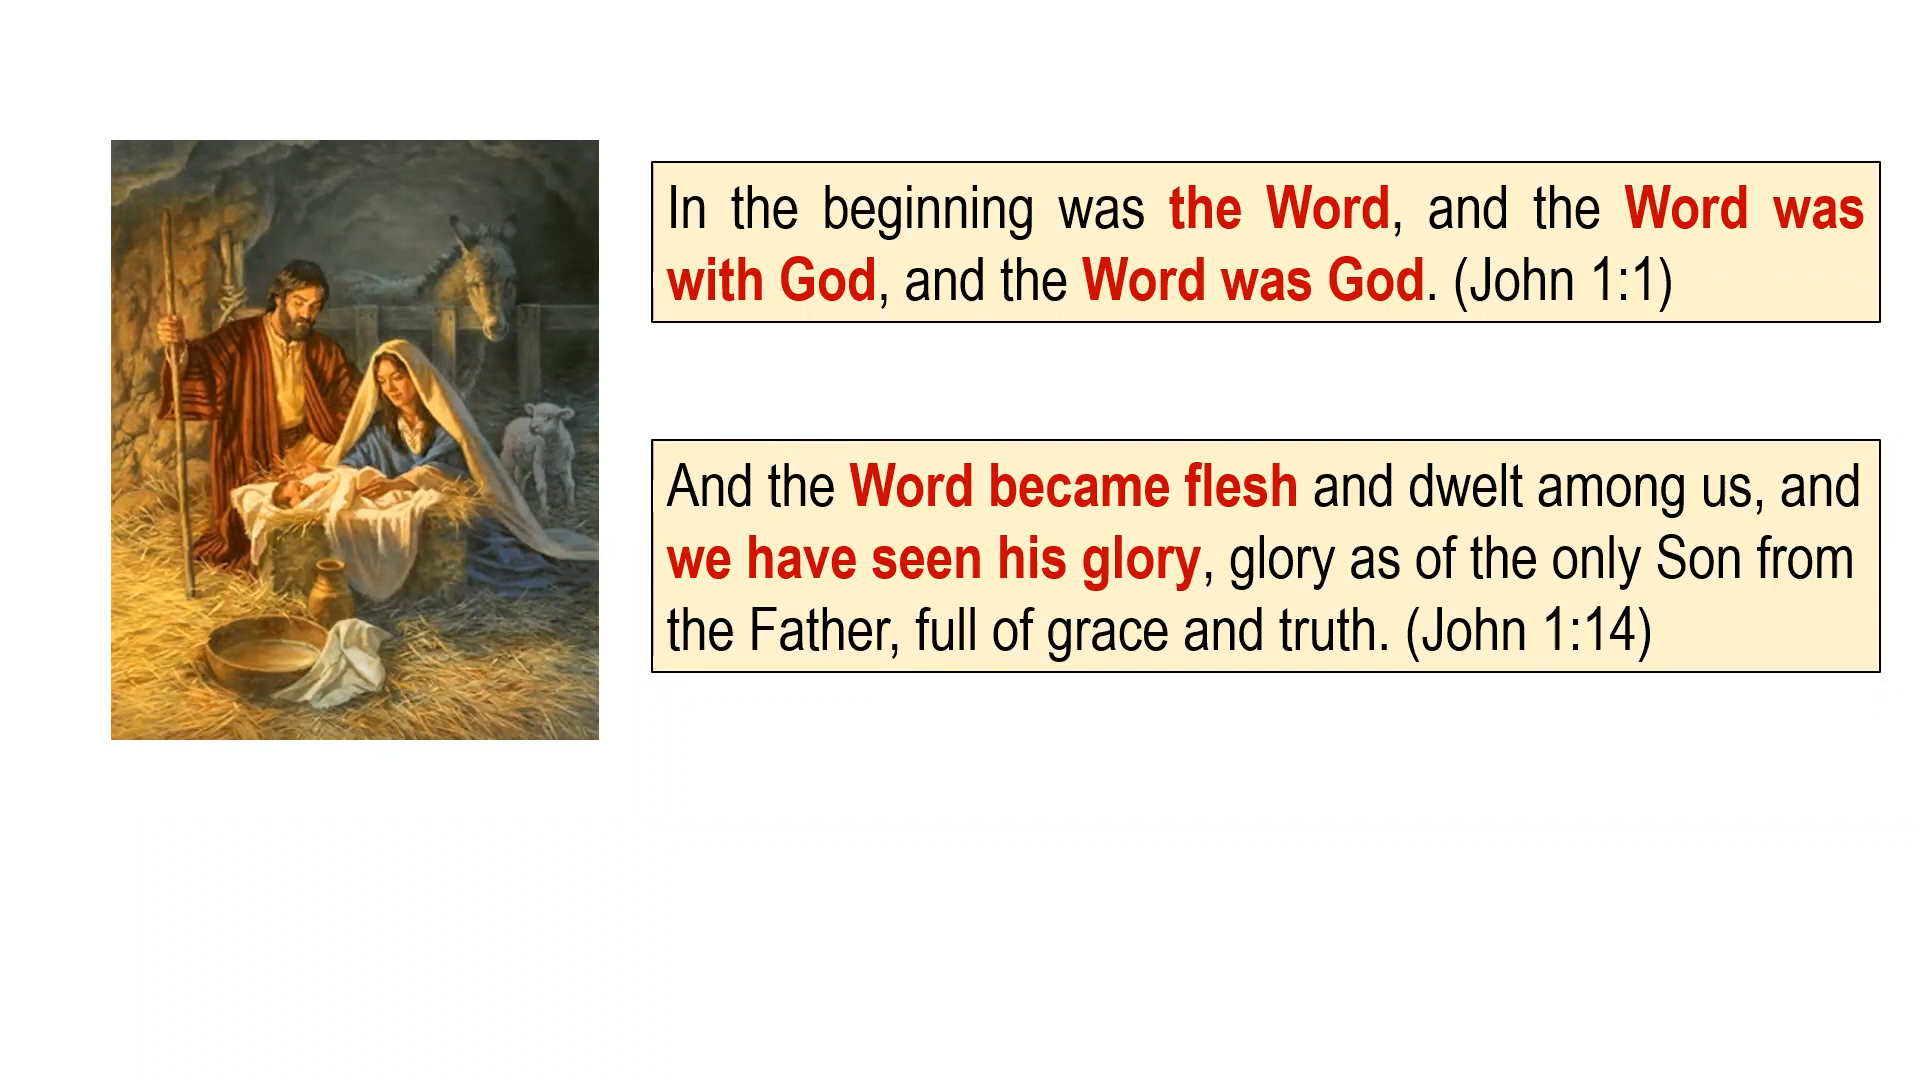 In the beginning was the Word, and the Word was
with God, and the Word was God. (John 1:1)
And the Word became flesh and dwelt among us, and
we have seen his glory, glory as of the only Son from
the Father, full of grace and truth. (John 1:14)